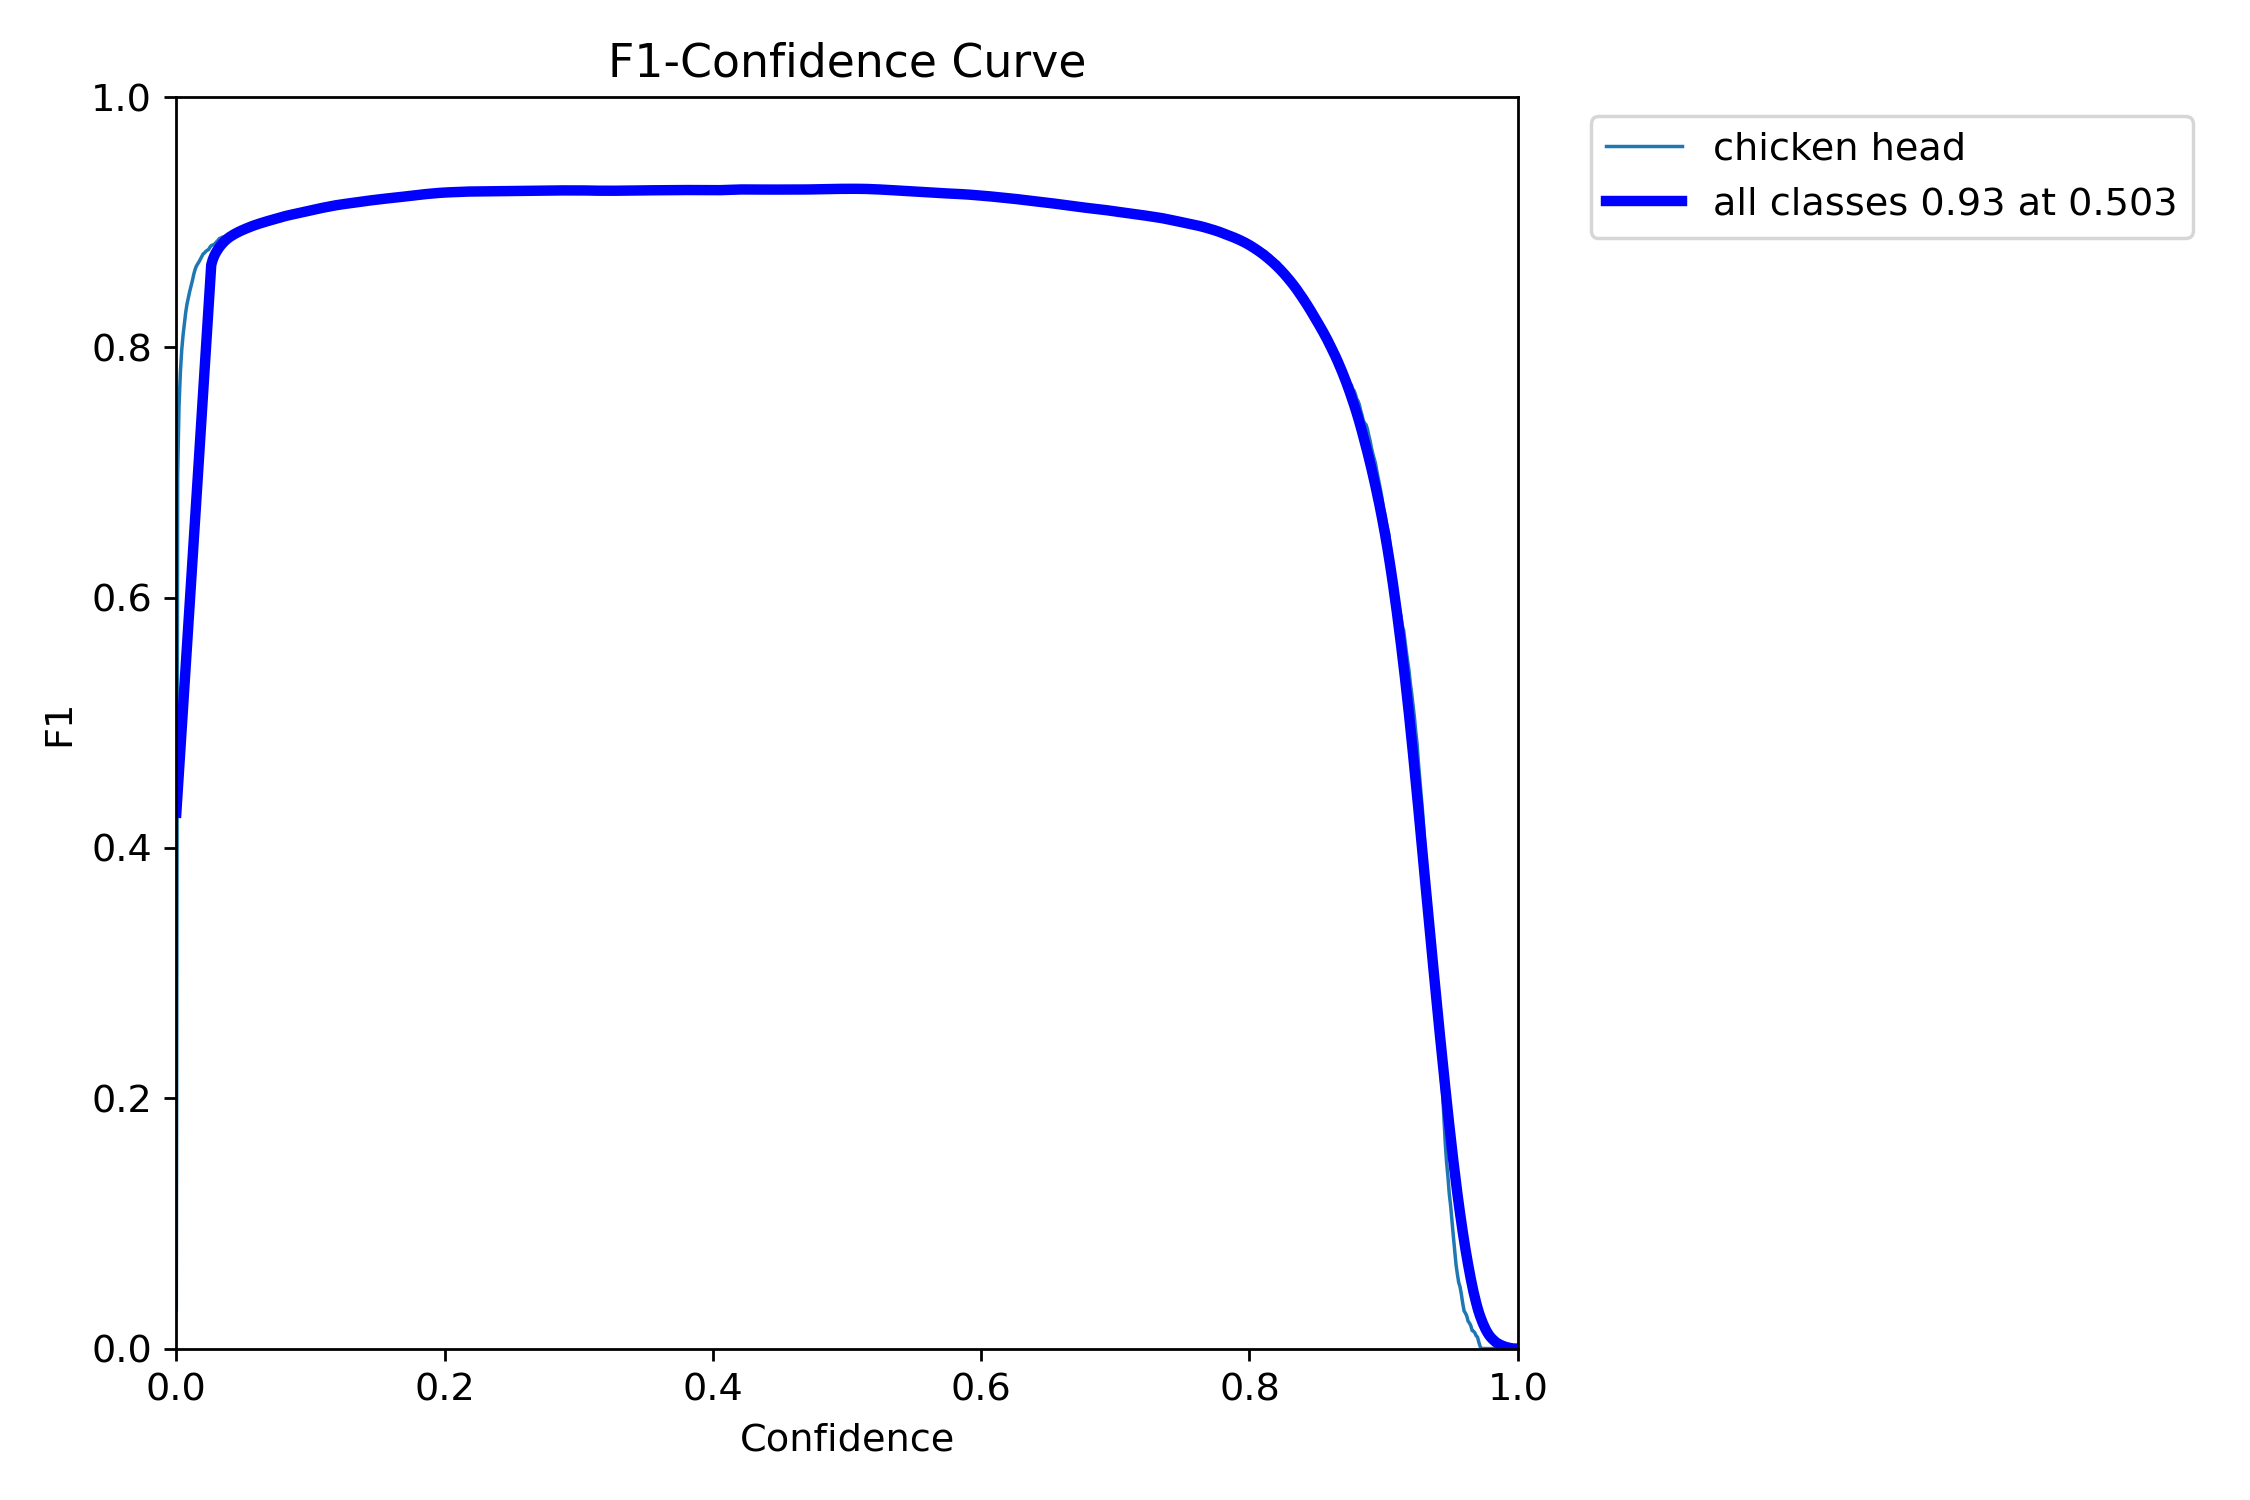 F1-Confidence Curve
1.0
0.8
0.6
0.4
0.2
0.0
F1
0.0 0.2 0.4 0.6 0.8 1.0
Confidence
chicken head
all classes 0.93 at 0.503